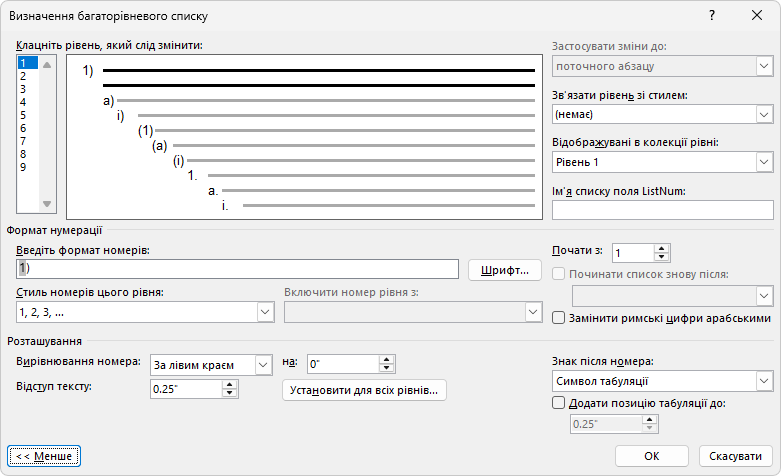 Визначення багаторівневого списку
?
Клацніть рівень, який слід змінити:
1
2
3
4
5
6
7
8
9
1)
a)
i)
(1)
(a)
(i)
1.
a.
i.
Застосувати зміни до:
поточного абзацу
Зв'язати рівень зі стилем:
(немає)
Відображувані в колекції рівні:
Рівень 1
Ім'я списку поля ListNum:
Формат нумерації
Введіть формат номерів:
1)
Шрифт...
Стиль номерів цього рівня:
1, 2, 3, ...
Включити номер рівня з:
Почати з:
1
Починати список знову після:
Замінити римські цифри арабськими
Розташування
Вирівнювання номера:
За лівим краєм
на:
0"
Відступ тексту:
0.25"
Установити для всіх рівнів...
Знак після номера:
Символ табуляції
Додати позицію табуляції до:
0.25"
<< Менше
ОК
Скасувати